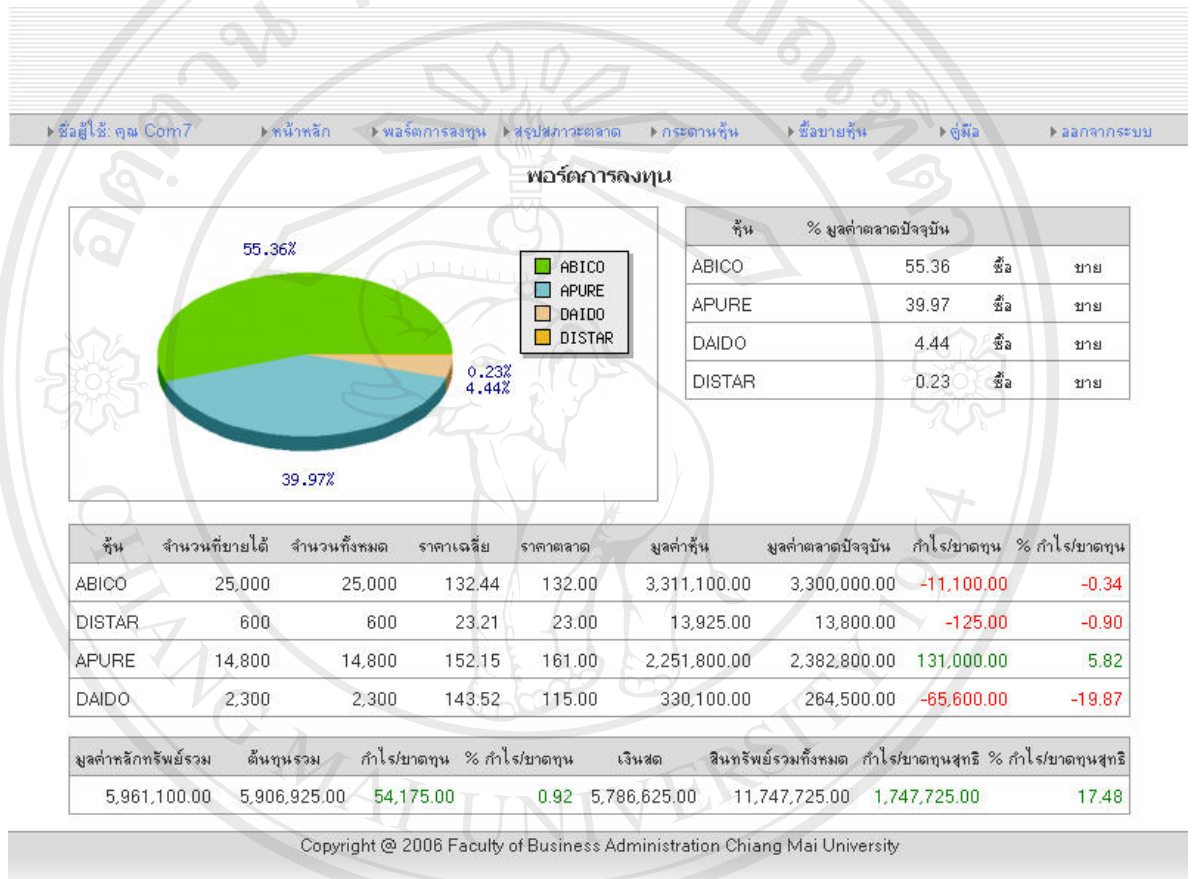 ชื่อผู้ใช้: คุณ Com7 หน้าหลัก พอร์ตการลงทุน สรุปสภาวะตลาด กระดานหุ้น ซื้อขายหุ้น คู่มือ ออกจากระบบ
พอร์ตการลงทุน
55.36%
ABICO
APURE
DAIDO
DISTAR
0.23%
4.44%
39.97%
หุ้น % มูลค่าตลาดปัจจุบัน
ABICO 55.36 ซื้อ ขาย
APURE 39.97 ซื้อ ขาย
DAIDO 4.44 ซื้อ ขาย
DISTAR 0.23 ซื้อ ขาย
หุ้น จำนวนที่ขายได้ จำนวนทั้งหมด ราคาเฉลี่ย ราคาตลาด มูลค่าหุ้น มูลค่าตลาดปัจจุบัน กำไร/ขาดทุน % กำไร/ขาดทุน
ABICO 25,000 25,000 132.44 132.00 3,311,100.00 3,300,000.00 -11,100.00 -0.34
DISTAR 600 600 23.21 23.00 13,925.00 13,800.00 -125.00 -0.90
APURE 14,800 14,800 152.15 161.00 2,251,800.00 2,382,800.00 131,000.00 5.82
DAIDO 2,300 2,300 143.52 115.00 330,100.00 264,500.00 -65,600.00 -19.87
มูลค่าหลักทรัพย์รวม ต้นทุนรวม กำไร/ขาดทุน % กำไร/ขาดทุน เงินสด สินทรัพย์รวมทั้งหมด กำไร/ขาดทุนสุทธิ % กำไร/ขาดทุนสุทธิ
5,961,100.00 5,906,925.00 54,175.00 0.92 5,786,625.00 11,747,725.00 1,747,725.00 17.48
Copyright @ 2006 Faculty of Business Administration Chiang Mai University
CHIANG MAI UNIVERSITY 1964